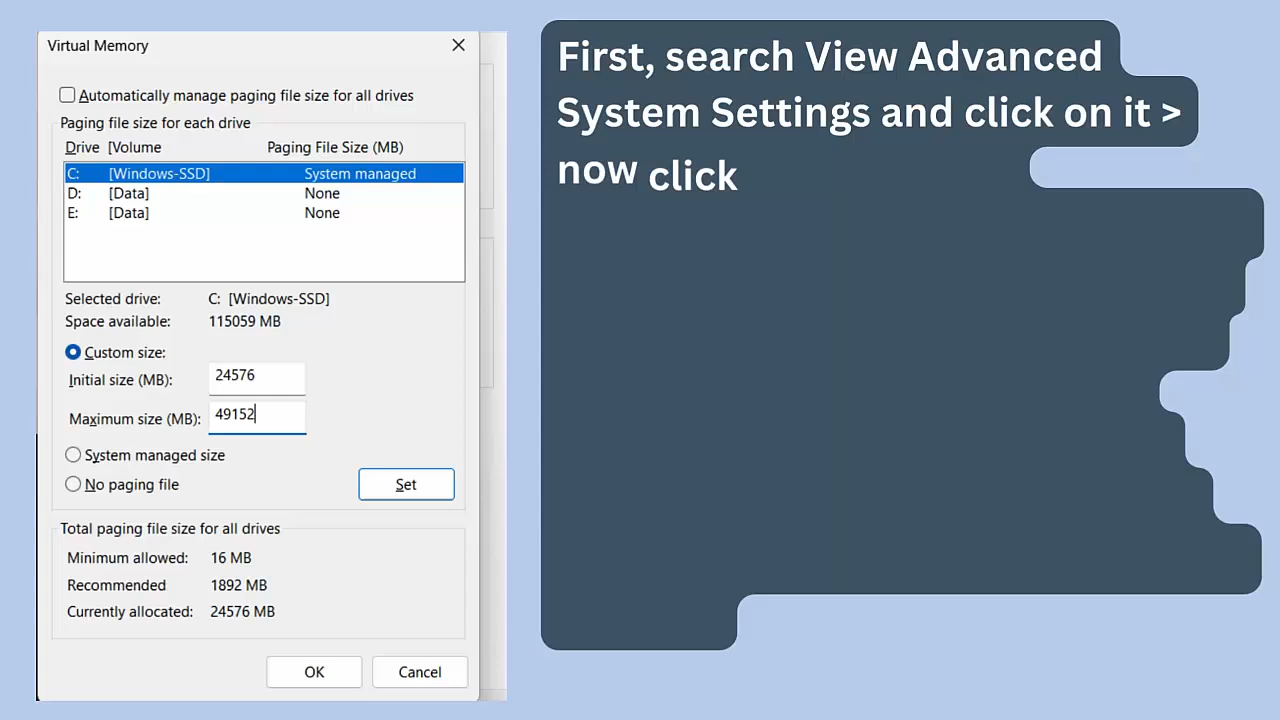 Virtual Memory
Automatically manage paging file size for all drives
Paging file size for each drive
Drive [Volume Paging File Size (MB)
C: [Windows-SSD] System managed
D: [Data] None
E: [Data] None
Selected drive: C: [Windows-SSD]
Space available: 115059 MB
Custom size:
Initial size (MB): 24576
Maximum size (MB): 49152
System managed size
No paging file
Set
Total paging file size for all drives
Minimum allowed: 16 MB
Recommended 1892 MB
Currently allocated: 24576 MB
OK Cancel
First, search View Advanced
System Settings and click on it >
now click